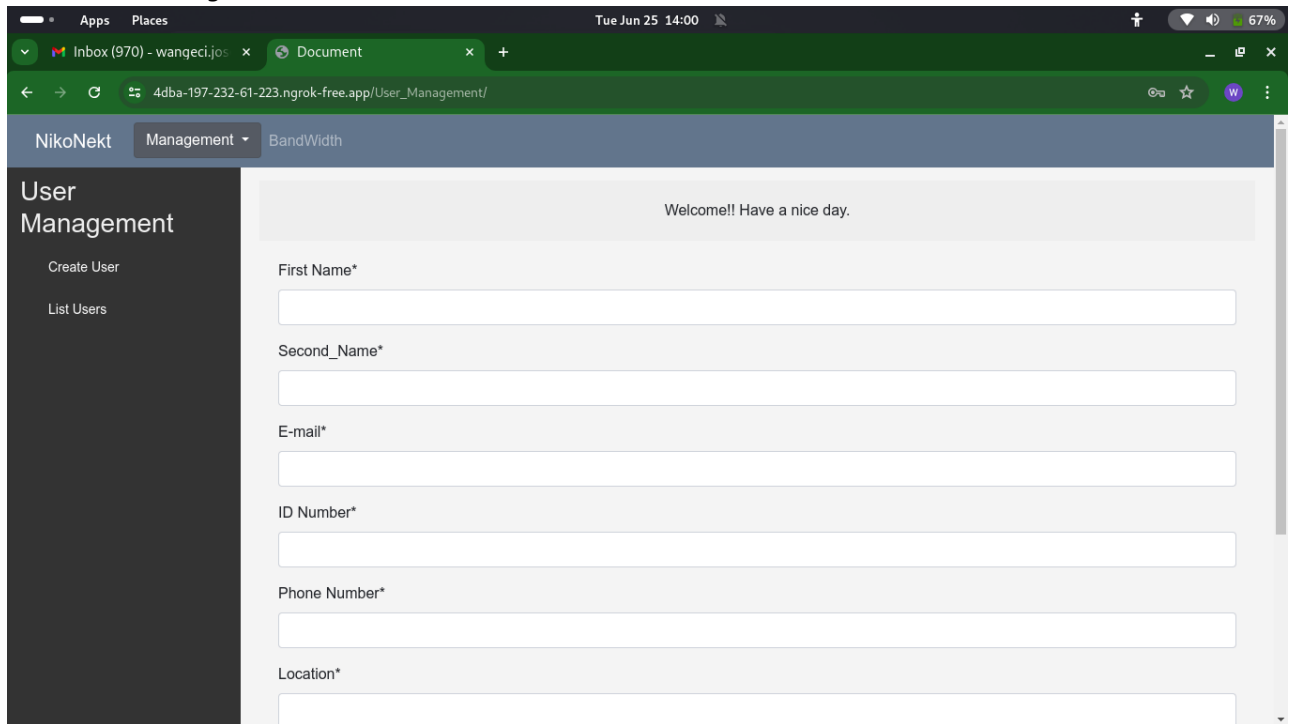 Apps Places Tue Jun 25 14:00 67%
Inbox (970) - wangeci.jos Document
4dba-197-232-61-223.ngrok-free.app/User_Management/ W
NikoNekt Management BandWidth
User
Management
Create User
List Users
Welcome!! Have a nice day.
First Name*
Second_Name*
E-mail*
ID Number*
Phone Number*
Location*